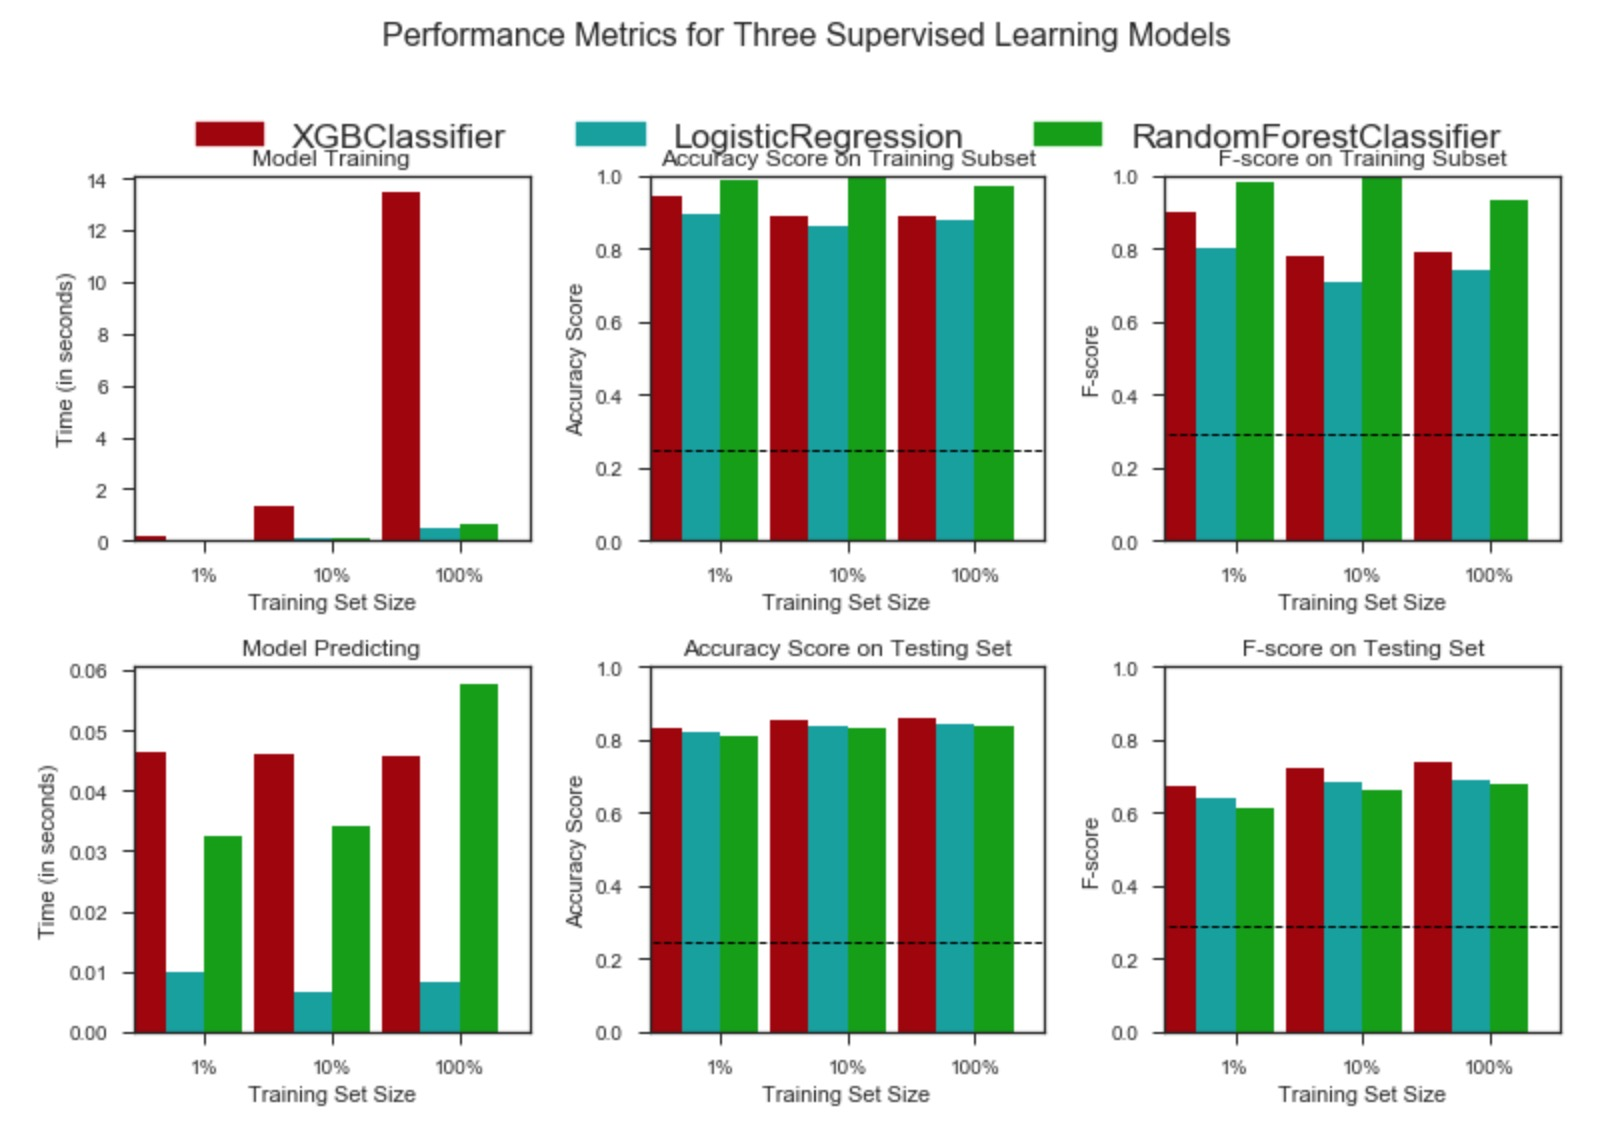 Performance Metrics for Three Supervised Learning Models
XGBClassifier LogisticRegression RandomForestClassifier
Model Training
14
12
10
8
6
4
2
0
Time (in seconds)
1% 10% 100%
Training Set Size
Accuracy Score on Training Subset
1.0
0.8
0.6
0.4
0.2
0.0
Accuracy Score
1% 10% 100%
Training Set Size
F-score on Training Subset
1.0
0.8
0.6
0.4
0.2
0.0
F-score
1% 10% 100%
Training Set Size
Model Predicting
0.06
0.05
0.04
0.03
0.02
0.01
0.00
Time (in seconds)
1% 10% 100%
Training Set Size
Accuracy Score on Testing Set
1.0
0.8
0.6
0.4
0.2
0.0
Accuracy Score
1% 10% 100%
Training Set Size
F-score on Testing Set
1.0
0.8
0.6
0.4
0.2
0.0
F-score
1% 10% 100%
Training Set Size